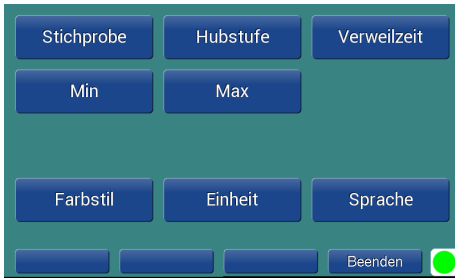 Stichprobe Hubstufe Verweilzeit
Min Max
Farbstil Einheit Sprache
Beenden